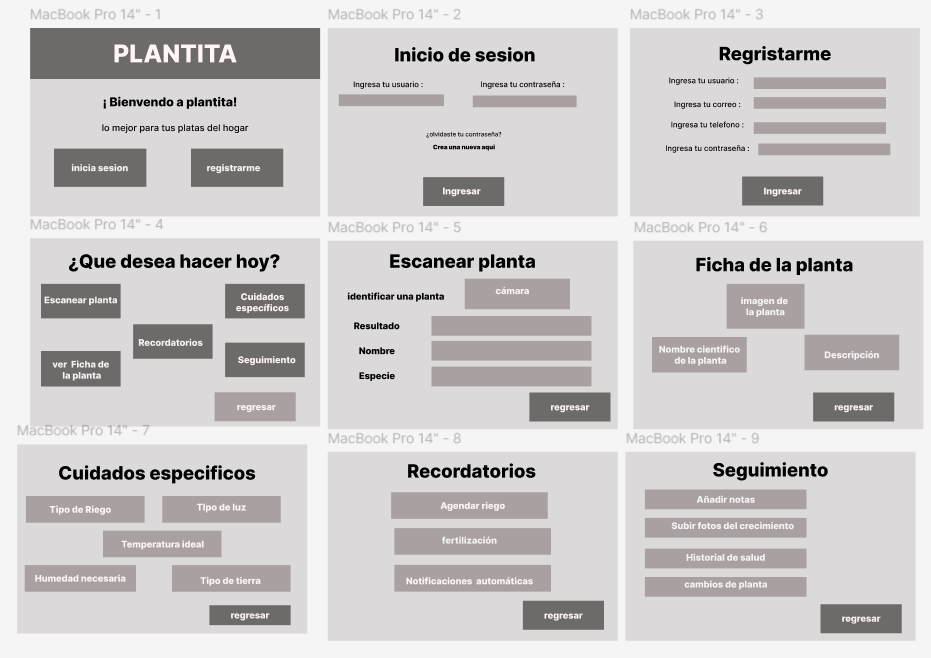 MacBook Pro 14" - 1
PLANTITA
¡ Bienvendo a plantita!
lo mejor para tus platas del hogar
inicia sesion
registrarme
MacBook Pro 14" - 2
Inicio de sesion
Ingresa tu usuario :
Ingresa tu contraseña :
¿olvidaste tu contraseña?
Crea una nueva aqui
Ingresar
MacBook Pro 14" - 3
Regristarme
Ingresa tu usuario :
Ingresa tu correo :
Ingresa tu telefono :
Ingresa tu contraseña :
Ingresar
MacBook Pro 14" - 4
¿Que desea hacer hoy?
Escanear planta
Cuidados
específicos
Recordatorios
ver Ficha de
la planta
Seguimiento
regresar
MacBook Pro 14" - 5
Escanear planta
identificar una planta
cámara
Resultado
Nombre
Especie
regresar
MacBook Pro 14" - 6
Ficha de la planta
imagen de
la planta
Nombre cientifico
de la planta
Descripción
regresar
MacBook Pro 14" - 7
Cuidados especificos
Tipo de Riego
TIpo de luz
Temperatura ideal
Humedad necesaria
Tipo de tierra
regresar
MacBook Pro 14" - 8
Recordatorios
Agendar riego
fertilización
Notificaciones automáticas
regresar
MacBook Pro 14" - 9
Seguimiento
Añadir notas
Subir fotos del crecimiento
Historial de salud
cambios de planta
regresar